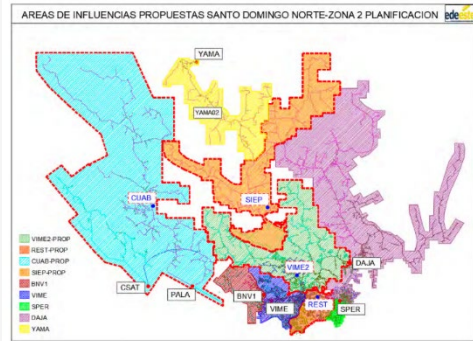 AREAS DE INFLUENCIAS PROPUESTAS SANTO DOMINGO NORTE-ZONA 2 PLANIFICACION
edeeste
YAMA
YAMA02
CUAB
SIEP
DAJA
VIME2
CSAT
PALA
BNV1
VIME
REST
SPER
VIME2-PROP
REST-PROP
CUAB-PROP
SIEP-PROP
BNV1
VIME
SPER
DAJA
YAMA